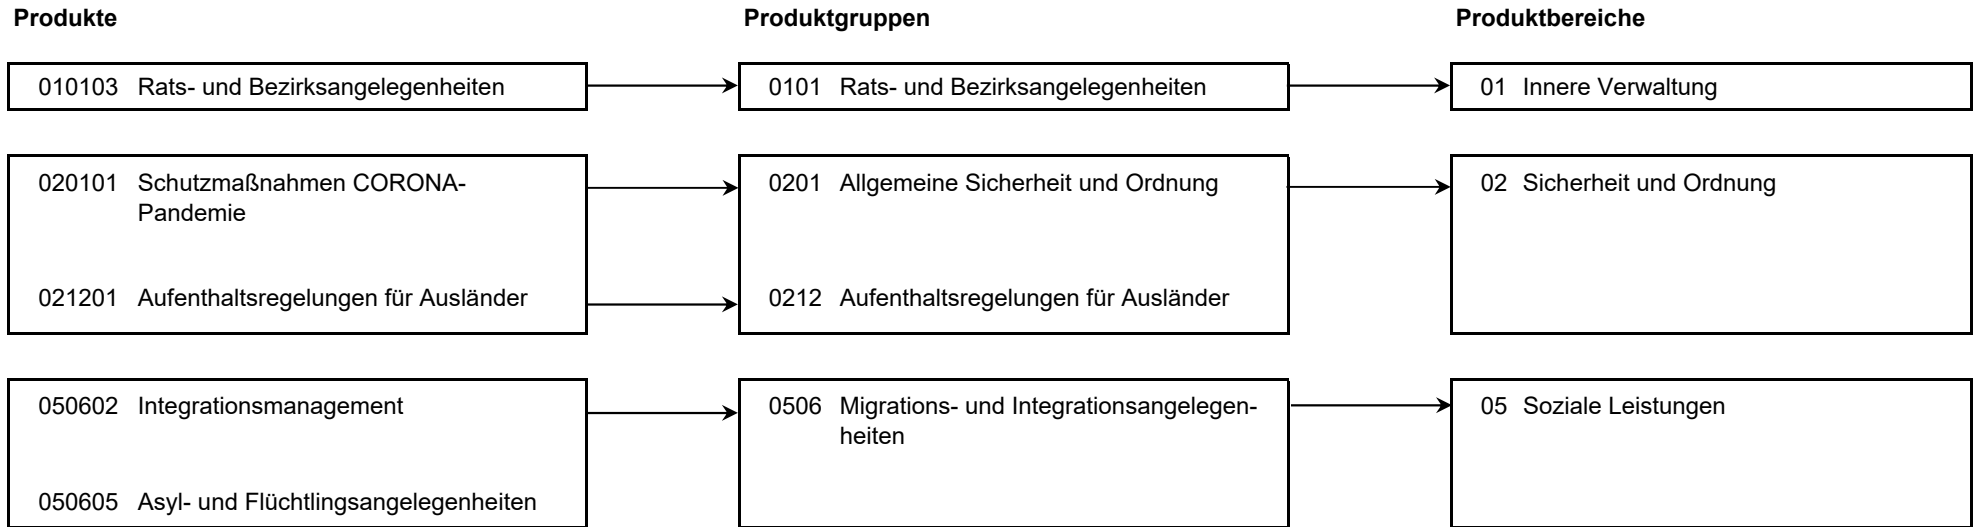 Produkte Produktgruppen Produktbereiche
010103 Rats- und Bezirksangelegenheiten 0101 Rats- und Bezirksangelegenheiten 01 Innere Verwaltung
020101 Schutzmaßnahmen CORONA- 0201 Allgemeine Sicherheit und Ordnung 02 Sicherheit und Ordnung
Pandemie
021201 Aufenthaltsregelungen für Ausländer 0212 Aufenthaltsregelungen für Ausländer
050602 Integrationsmanagement 0506 Migrations- und Integrationsangelegen- 05 Soziale Leistungen
heiten
050605 Asyl- und Flüchtlingsangelegenheiten